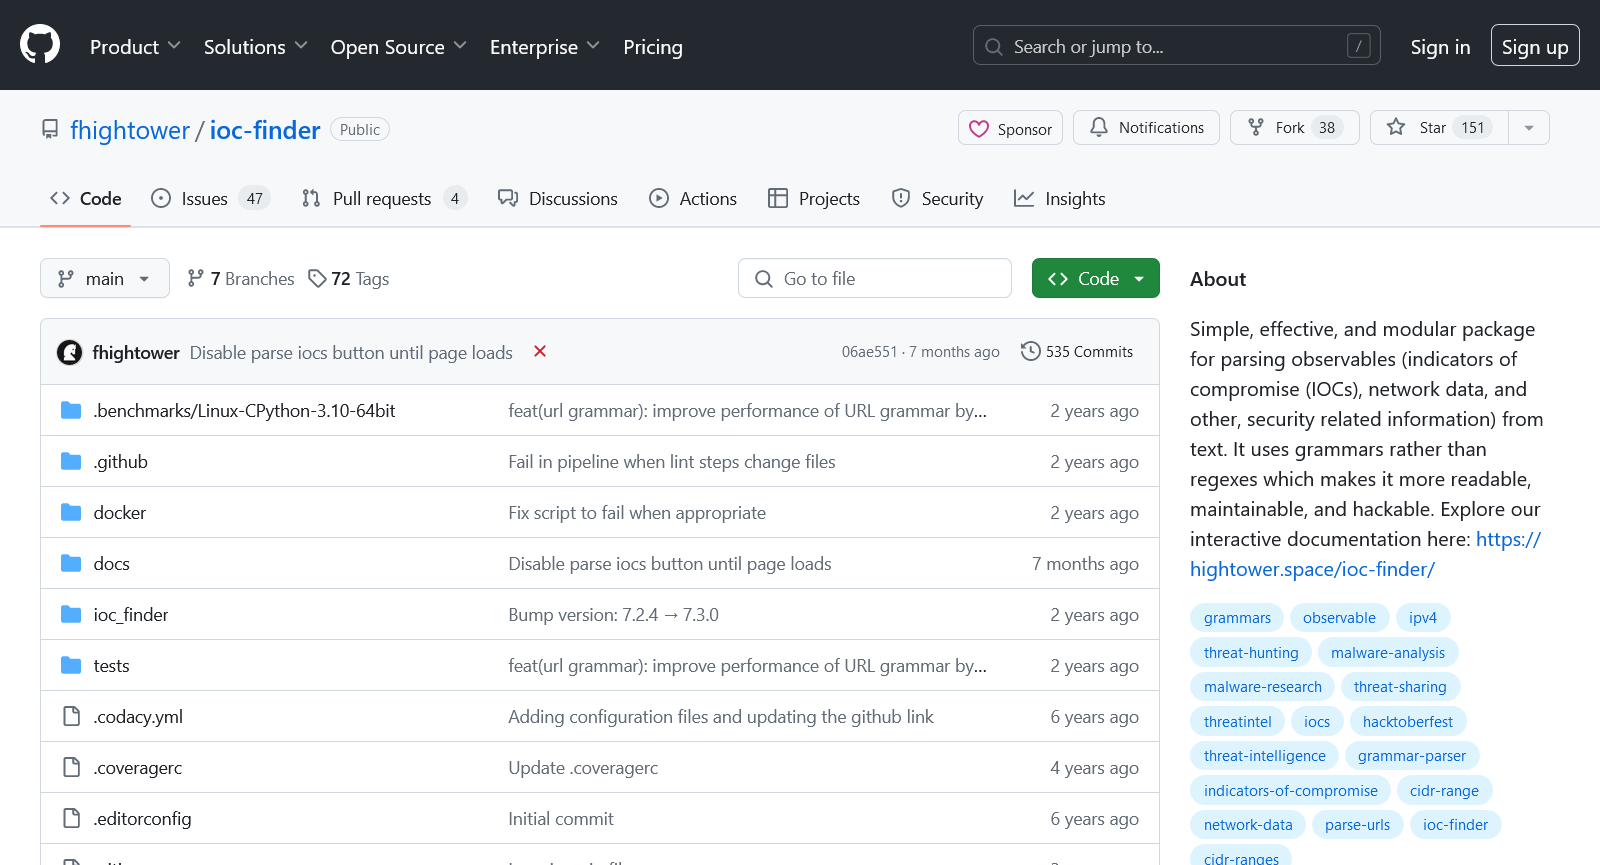 Product Solutions Open Source Enterprise Pricing Search or jump to... / Sign in Sign up
fhightower / ioc-finder Public Sponsor Notifications Fork 38 Star 151
Code Issues 47 Pull requests 4 Discussions Actions Projects Security Insights
main 7 Branches 72 Tags Go to file Code
fhightower Disable parse iocs button until page loads 06ae551 · 7 months ago 535 Commits
.benchmarks/Linux-CPython-3.10-64bit feat(url grammar): improve performance of URL grammar by... 2 years ago
.github Fail in pipeline when lint steps change files 2 years ago
docker Fix script to fail when appropriate 2 years ago
docs Disable parse iocs button until page loads 7 months ago
ioc_finder Bump version: 7.2.4 → 7.3.0 2 years ago
tests feat(url grammar): improve performance of URL grammar by... 2 years ago
.codacy.yml Adding configuration files and updating the github link 6 years ago
.coveragerc Update .coveragerc 4 years ago
.editorconfig Initial commit 6 years ago
About
Simple, effective, and modular package
for parsing observables (indicators of
compromise (IOCs), network data, and
other, security related information) from
text. It uses grammars rather than
regexes which makes it more readable,
maintainable, and hackable. Explore our
interactive documentation here: https://
hightower.space/ioc-finder/
grammars observable ipv4
threat-hunting malware-analysis
malware-research threat-sharing
threatintel iocs hacktoberfest
threat-intelligence grammar-parser
indicators-of-compromise cidr-range
network-data parse-urls ioc-finder
cidr-ranges